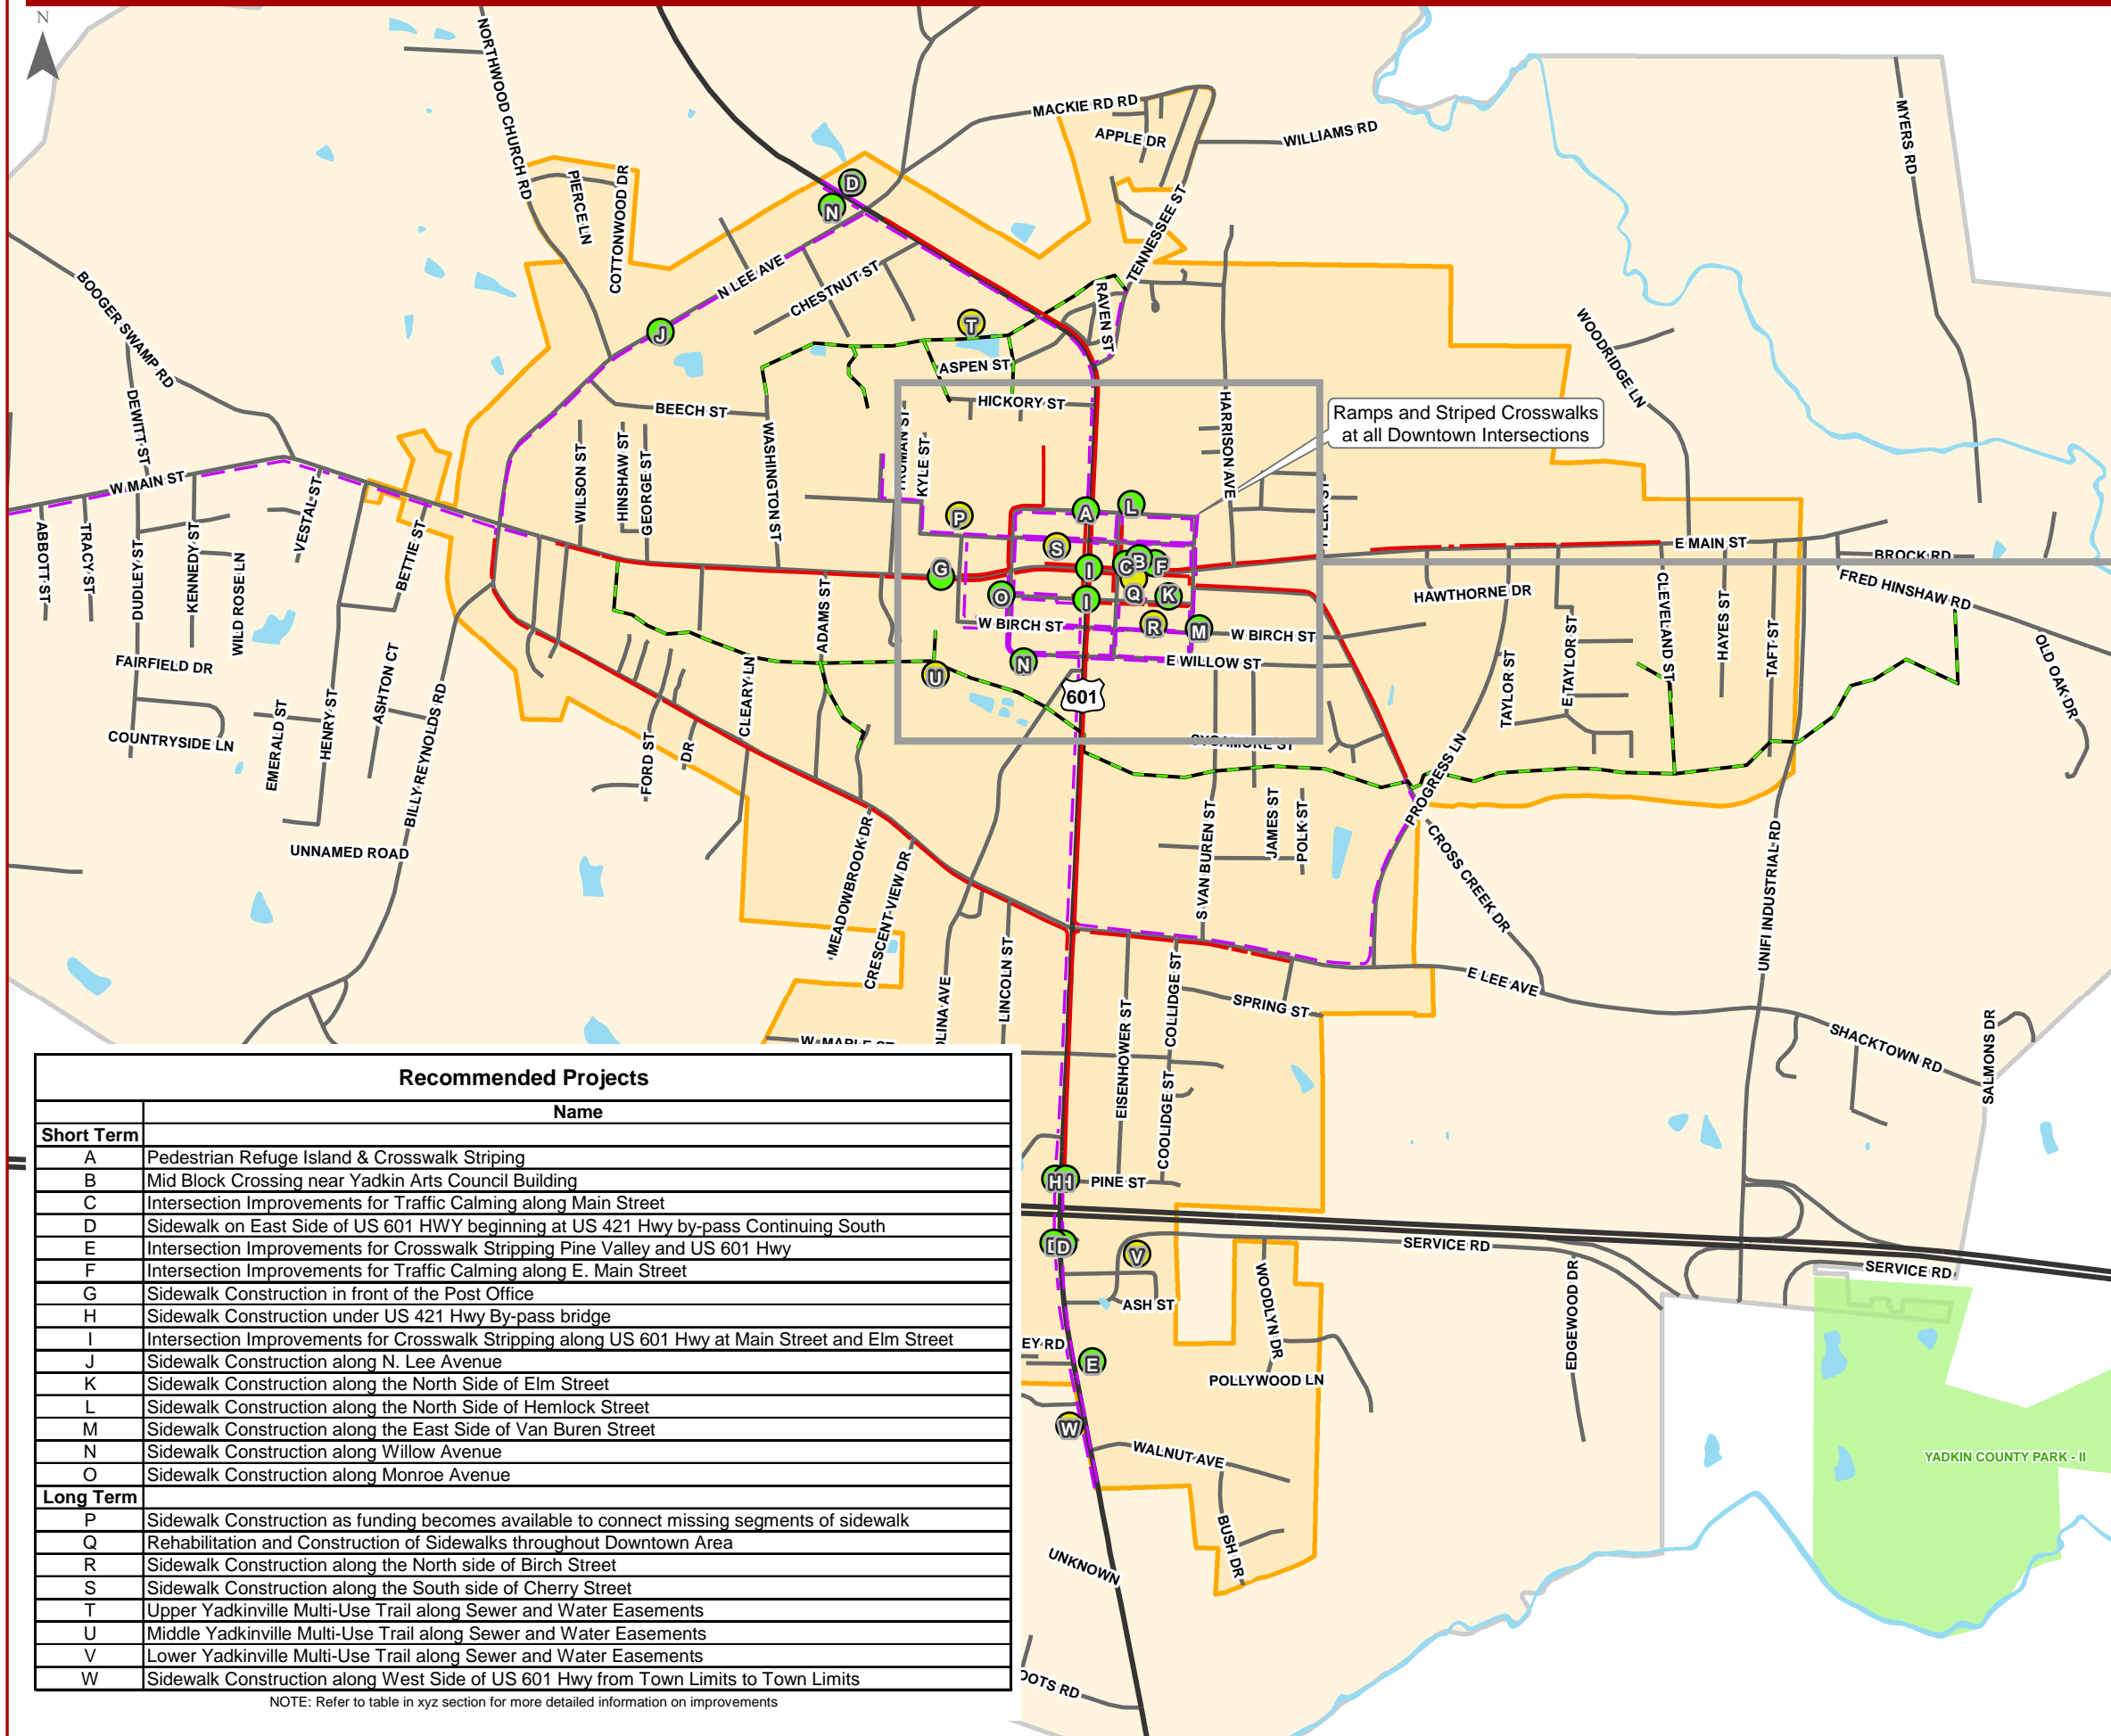 N
NORTHWOOD CHURCH RD
MACKIE RD RD
APPLE DR
WILLIAMS RD
MYERS RD
PIERCE LN
COTTONWOOD DR
D
N
TENNESSEE ST
N LEE AVE
CHESTNUT ST
RAVEN ST
BOOGER SWAMP RD
J
T
WOODRIDGE LN
ASPEN ST
HICKORY ST
BEECH ST
HARRISON AVE
Ramps and Striped Crosswalks
at all Downtown Intersections
DEWITT ST
WILSON ST
HINSHAW ST
GEORGE ST
WASHINGTON ST
KYLE ST
W MAIN ST
VESTAL ST
P
A
L
S
E MAIN ST
BROCK RD
FRED HINSHAW RD
ABBOTT ST
TRACY ST
DUDLEY ST
KENNEDY ST
WILD ROSE LN
BETTIE ST
ADAMS ST
G
I
C
B
F
O
I
Q
K
HAWTHORNE DR
CLEVELAND ST
HAYES ST
TAFT ST
W BIRCH ST
R
M
W BIRCH ST
N
E WILLOW ST
U
601
FAIRFIELD DR
COUNTRYSIDE LN
EMERALD ST
HENRY ST
ASHTON CT
BILLY REYNOLDS RD
FORD ST
DR
CLEARY LN
SYCAMORE ST
TAYLOR ST
E TAYLOR ST
OLD OAK DR
PROGRESS LN
UNNAMED ROAD
MEADOWBROOK DR
CRESCENT VIEW DR
S VAN BUREN ST
JAMES ST
POLK ST
CROSS CREEK DR
UNIFI INDUSTRIAL RD
LINCOLN ST
COLLIDGE ST
E LEE AVE
SPRING ST
EISENHOWER ST
COOLIDGE ST
SHACKTOWN RD
SALMONS DR
W MAPLE ST
H
H
PINE ST
D
D
V
SERVICE RD
SERVICE RD
ASH ST
WOODLYN DR
EDGEWOOD DR
EY RD
E
POLLYWOOD LN
W
WALNUT AVE
YADKIN COUNTY PARK - II
BUSH DR
UNKNOWN
OOTS RD
Recommended Projects
Name
Short Term
A Pedestrian Refuge Island & Crosswalk Striping
B Mid Block Crossing near Yadkin Arts Council Building
C Intersection Improvements for Traffic Calming along Main Street
D Sidewalk on East Side of US 601 HWY beginning at US 421 Hwy by-pass Continuing South
E Intersection Improvements for Crosswalk Stripping Pine Valley and US 601 Hwy
F Intersection Improvements for Traffic Calming along E. Main Street
G Sidewalk Construction in front of the Post Office
H Sidewalk Construction under US 421 Hwy By-pass bridge
I Intersection Improvements for Crosswalk Stripping along US 601 Hwy at Main Street and Elm Street
J Sidewalk Construction along N. Lee Avenue
K Sidewalk Construction along the North Side of Elm Street
L Sidewalk Construction along the North Side of Hemlock Street
M Sidewalk Construction along the East Side of Van Buren Street
N Sidewalk Construction along Willow Avenue
O Sidewalk Construction along Monroe Avenue
Long Term
P Sidewalk Construction as funding becomes available to connect missing segments of sidewalk
Q Rehabilitation and Construction of Sidewalks throughout Downtown Area
R Sidewalk Construction along the North side of Birch Street
S Sidewalk Construction along the South side of Cherry Street
T Upper Yadkinville Multi-Use Trail along Sewer and Water Easements
U Middle Yadkinville Multi-Use Trail along Sewer and Water Easements
V Lower Yadkinville Multi-Use Trail along Sewer and Water Easements
W Sidewalk Construction along West Side of US 601 Hwy from Town Limits to Town Limits
NOTE: Refer to table in xyz section for more detailed information on improvements